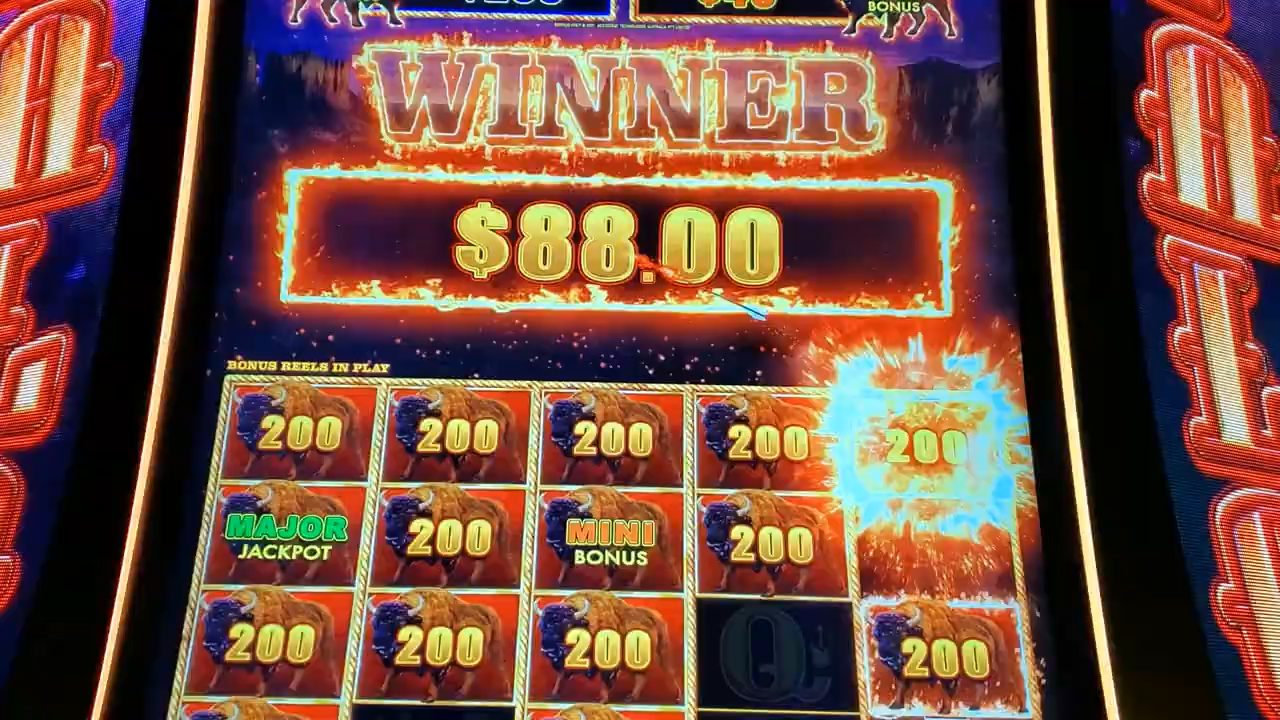 BONUS
WINNER
$88.00
BONUS REELS IN PLAY
200 200 200 200 200
MAJOR JACKPOT 200 MINI BONUS 200
200 200 200 Q 200